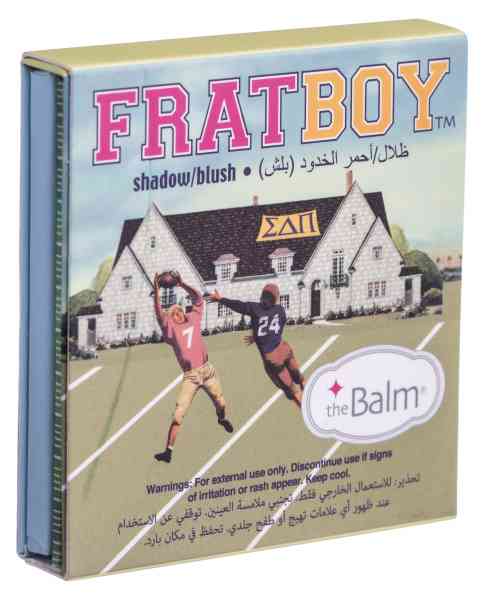 FRATBOY™
shadow/blush • ظلال/أحمر الخدود (بلش)
ΣΔΠ
7
24
theBalm®
Warnings: For external use only. Discontinue use if signs
of irritation or rash appear. Keep cool.
تحذير: للاستعمال الخارجي فقط. تجنبي ملامسة العينين. توقفي عن الاستخدام
عند ظهور أي علامات تهيج أو طفح جلدي. تحفظ في مكان بارد.